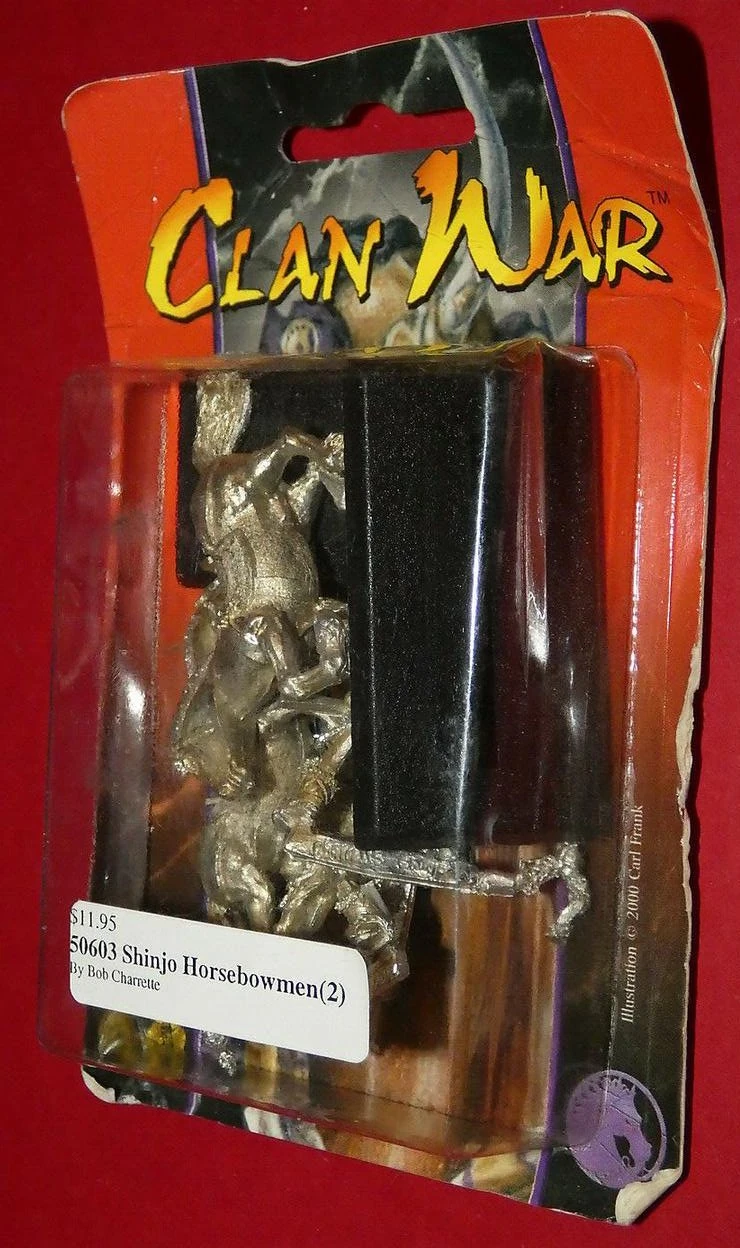 CLAN WAR™
$11.95
50603 Shinjo Horsebowmen(2)
By Bob Charrette
Illustration © 2000 Carl Frank